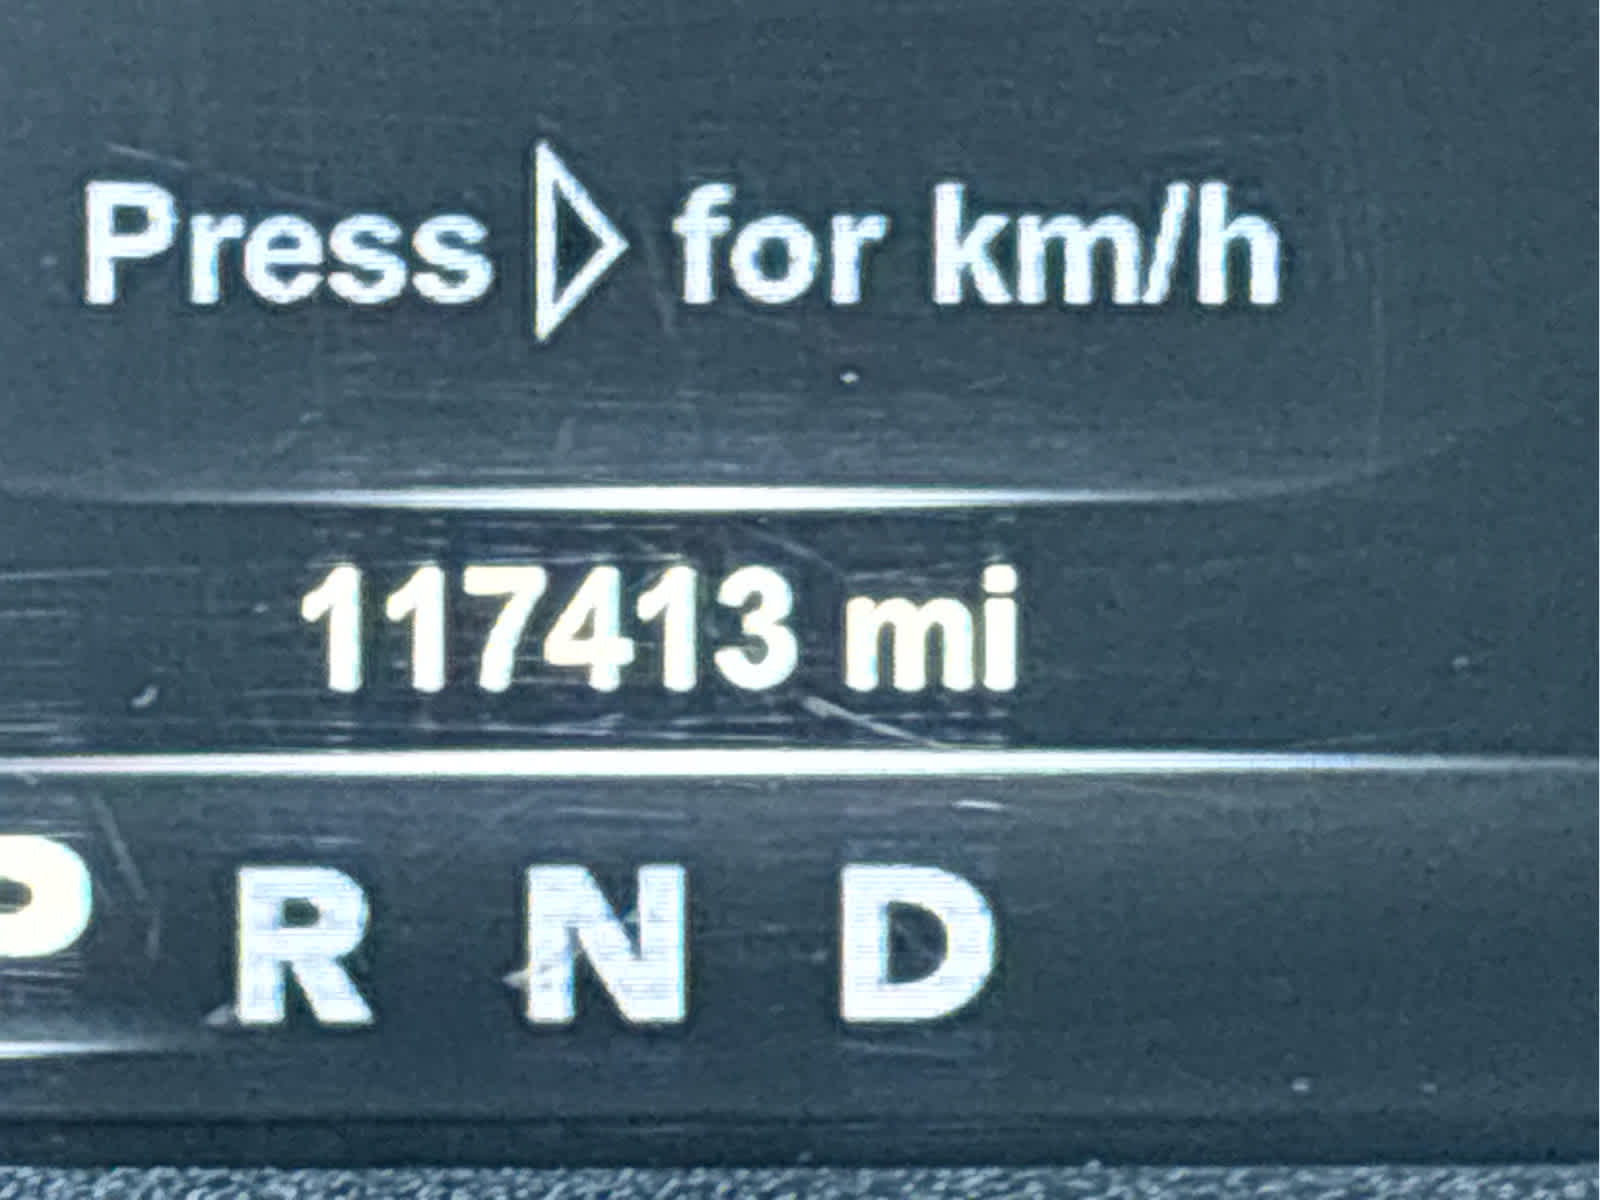 Press ▷ for km/h
117413 mi
P R N D